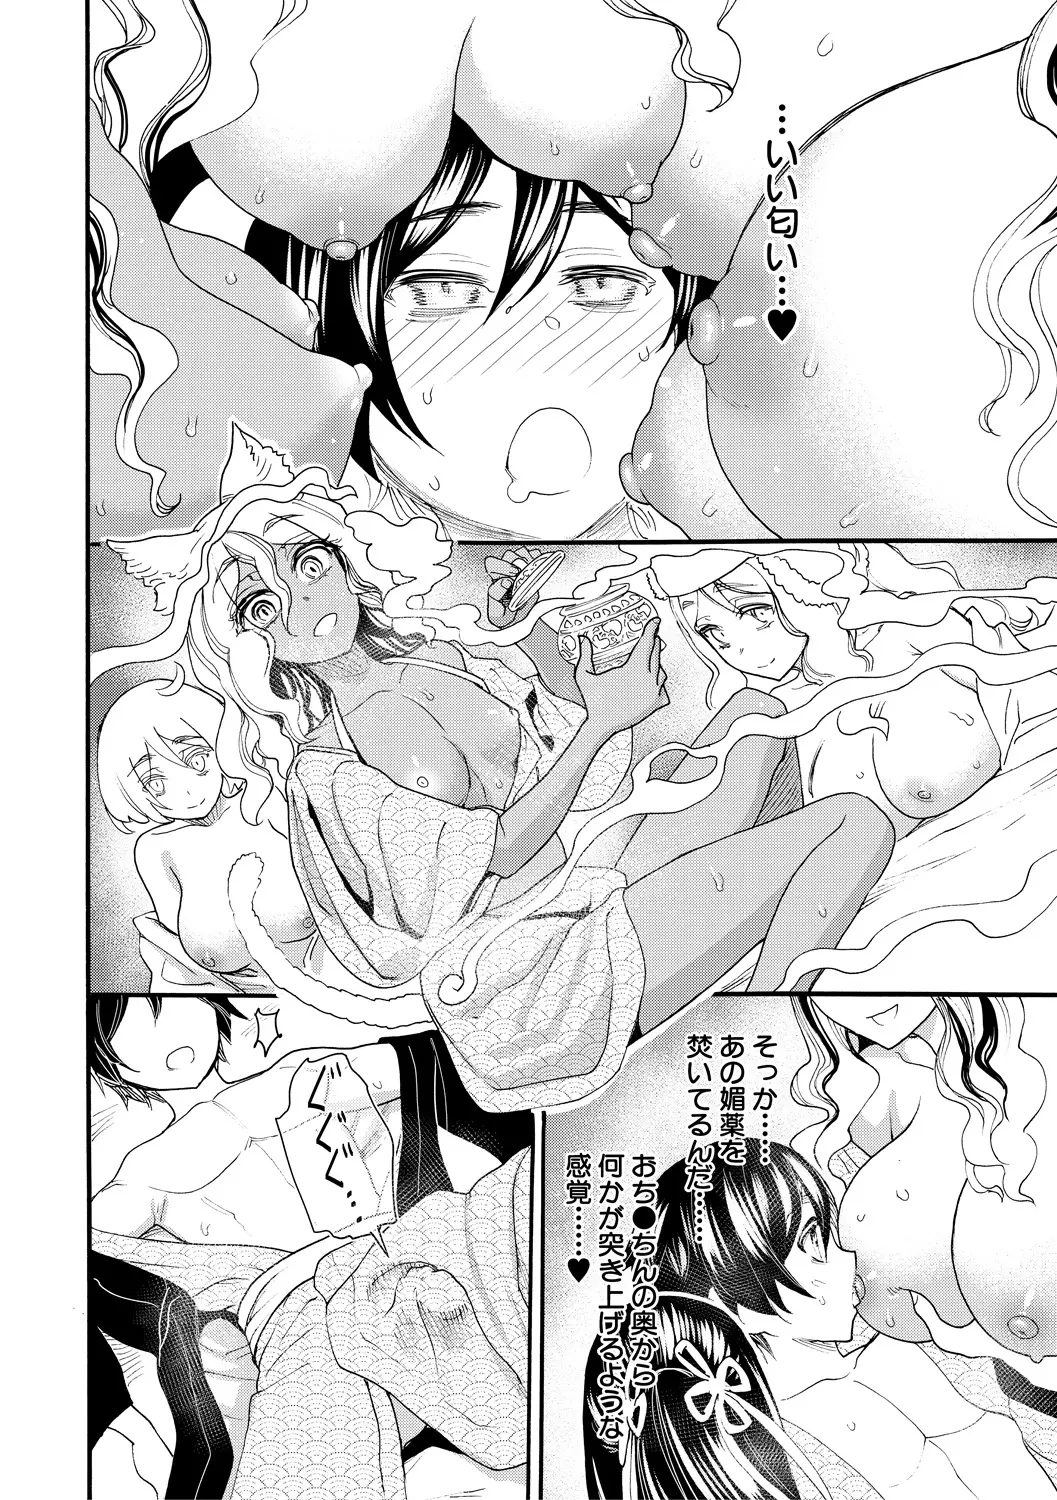 …いい匂い…♥
そっか……
あの媚薬を
焚いてるんだ………
おち●ちんの奥から
何かが突き上げるような
感覚……♥
ぐぐぐ…